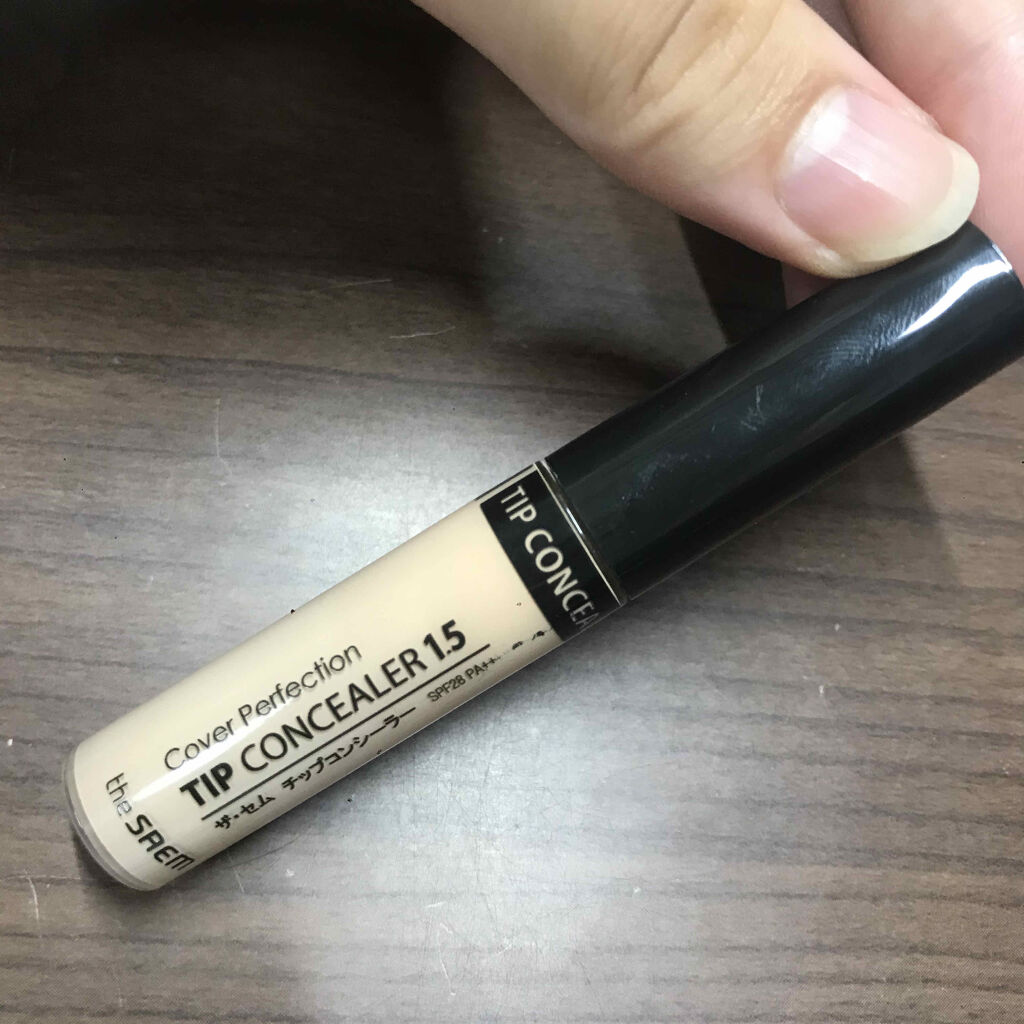 TIP CONCEA
Cover Perfection
TIP CONCEALER 1.5
SPF28 PA++
ザ・セム チップコンシーラー
the SAEM